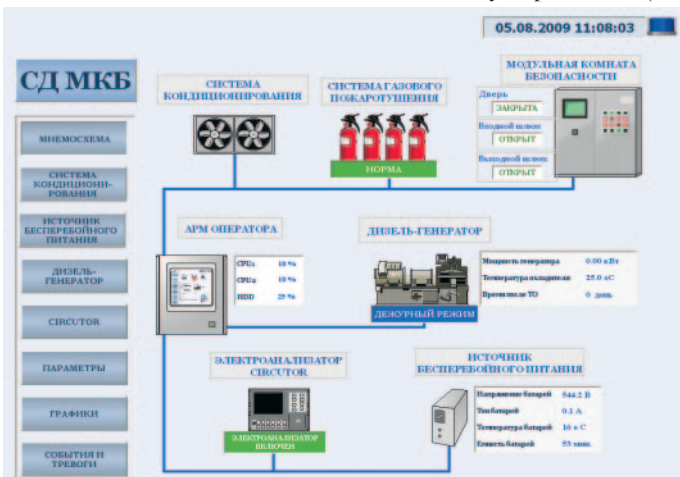 05.08.2009 11:08:03
СД МКБ
МНЕМОСХЕМА
СИСТЕМА
КОНДИЦИОНИ-
РОВАНИЯ
ИСТОЧНИК
БЕСПЕРЕБОЙНОГО
ПИТАНИЯ
ДИЗЕЛЬ-
ГЕНЕРАТОР
CIRCUTOR
ПАРАМЕТРЫ
ГРАФИКИ
СОБЫТИЯ И
ТРЕВОГИ
СИСТЕМА
КОНДИЦИОНИРОВАНИЯ
СИСТЕМА ГАЗОВОГО
ПОЖАРОТУШЕНИЯ
НОРМА
МОДУЛЬНАЯ КОМНАТА
БЕЗОПАСНОСТИ
Дверь
ЗАКРЫТА
Входной шлюз
ОТКРЫТ
Выходной шлюз
ОТКРЫТ
АРМ ОПЕРАТОРА
10 %
10 %
HDD 25 %
ДИЗЕЛЬ-ГЕНЕРАТОР
ДЕЖУРНЫЙ РЕЖИМ
Мощность генератора 0.00 кВт
Температура охладителя 25.0 оС
после ТО 0 день
ЭЛЕКТРОАНАЛИЗАТОР
CIRCUTOR
ЭЛЕКТРОАНАЛИЗАТОР
ВКЛЮЧЕН
ИСТОЧНИК
БЕСПЕРЕБОЙНОГО ПИТАНИЯ
Напряжение батарей 544.2 В
Ток батарей 0.1 А
Температура батарей 16 о С
Емкость батарей 53 мин.